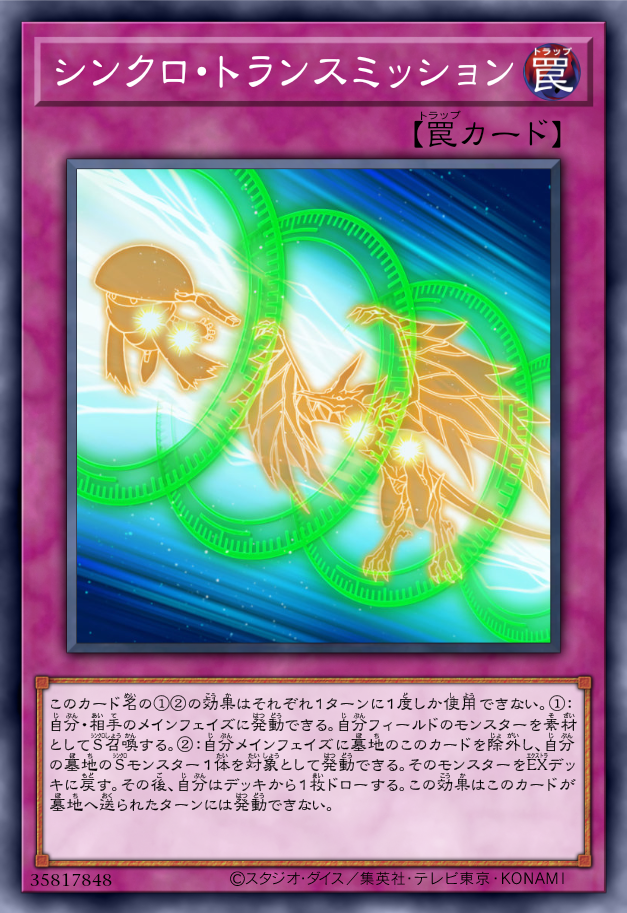 シンクロ・トランスミッション 罠
トラップ
【罠カード】
トラップ
このカード名の①②の効果はそれぞれ1ターンに1度しか使用できない。①:
自分・相手のメインフェイズに発動できる。自分フィールドのモンスターを素材
としてS召喚する。②:自分メインフェイズに墓地のこのカードを除外し、自分
の墓地のSモンスター1体を対象として発動できる。そのモンスターをEXデッ
キに戻す。その後、自分はデッキから1枚ドローする。この効果はこのカードが
墓地へ送られたターンには発動できない。
35817848
©スタジオ・ダイス/集英社・テレビ東京・KONAMI